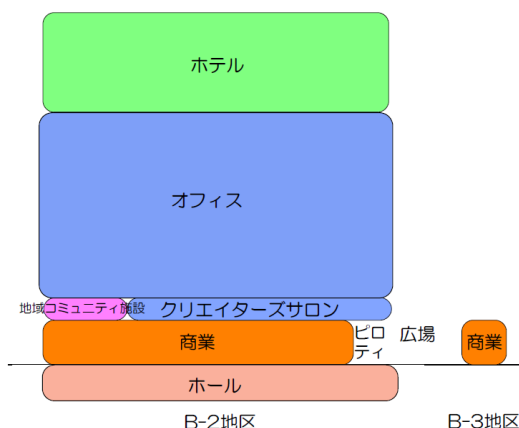 ホテル
オフィス
地域コミュニティ施設
クリエイターズサロン
商業
ピロ
ティ
広場
商業
ホール
B-2地区
B-3地区